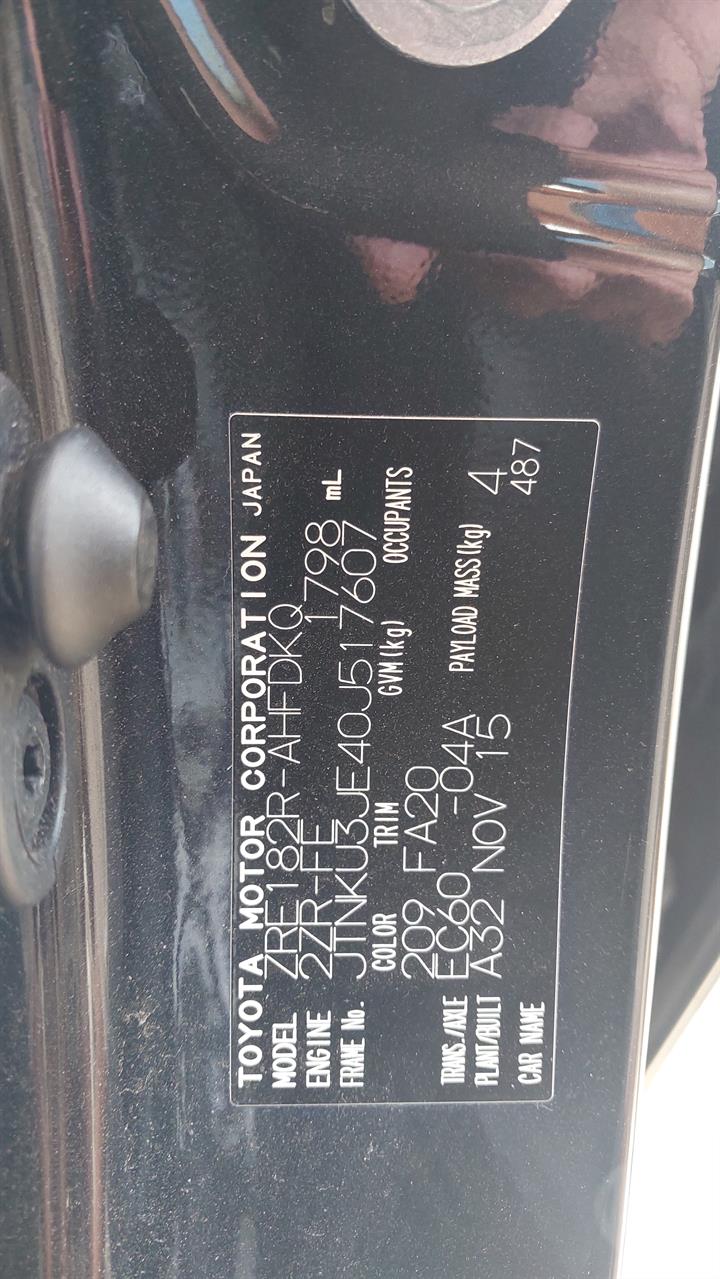 TOYOTA MOTOR CORPORATION JAPAN
MODEL ZRE182R-AHFDKQ
ENGINE 2ZR-FE 1798 mL
FRAME No. JTNKU3JE40J517607
COLOR TRIM GVM(kg) OCCUPANTS
209 FA20 4
TRANS./AXLE EC60 -04A PAYLOAD MASS(kg) 487
PLANT/BUILT A32 NOV 15
CAR NAME